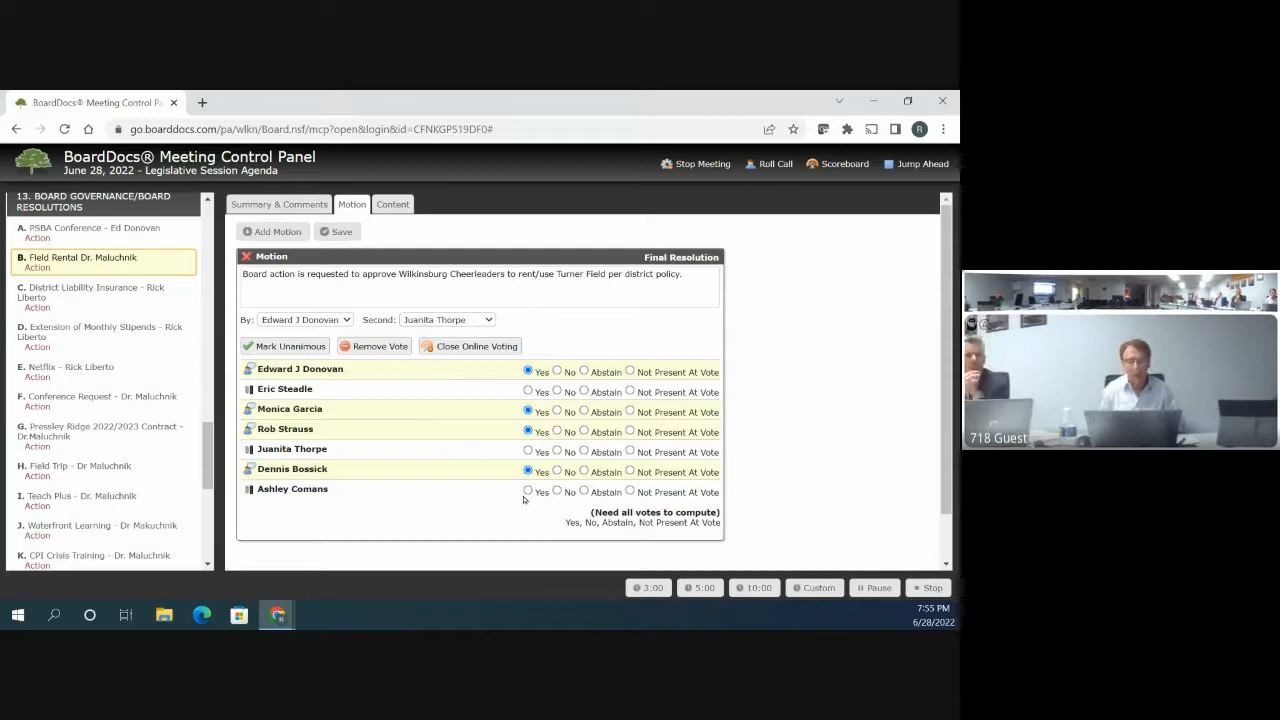 BoardDocs® Meeting Control Pa
go.boarddocs.com/pa/wlkn/Board.nsf/mcp?open&login&id=CFNKGP519DF0#
R
BoardDocs® Meeting Control Panel
June 28, 2022 - Legislative Session Agenda
Stop Meeting Roll Call Scoreboard Jump Ahead
13. BOARD GOVERNANCE/BOARD
RESOLUTIONS
A. PSBA Conference - Ed Donovan
Action
B. Field Rental Dr. Maluchnik
Action
C. District Liability Insurance - Rick
Liberto
Action
D. Extension of Monthly Stipends - Rick
Liberto
Action
E. Netflix - Rick Liberto
Action
F. Conference Request - Dr. Maluchnik
Action
G. Pressley Ridge 2022/2023 Contract -
Dr.Maluchnik
Action
H. Field Trip - Dr Maluchnik
Action
I. Teach Plus - Dr. Maluchnik
Action
J. Waterfront Learning - Dr Makuchnik
Action
K. CPI Crisis Training - Dr. Maluchnik
Action
Summary & Comments Motion Content
Add Motion Save
Motion Final Resolution
Board action is requested to approve Wilkinsburg Cheerleaders to rent/use Turner Field per district policy.
By: Edward J Donovan Second: Juanita Thorpe
Mark Unanimous Remove Vote Close Online Voting
Edward J Donovan Yes No Abstain Not Present At Vote
Eric Steadle Yes No Abstain Not Present At Vote
Monica Garcia Yes No Abstain Not Present At Vote
Rob Strauss Yes No Abstain Not Present At Vote
Juanita Thorpe Yes No Abstain Not Present At Vote
Dennis Bossick Yes No Abstain Not Present At Vote
Ashley Comans Yes No Abstain Not Present At Vote
(Need all votes to compute)
Yes, No, Abstain, Not Present At Vote
3:00 5:00 10:00 Custom Pause Stop
7:55 PM
6/28/2022
718 Guest